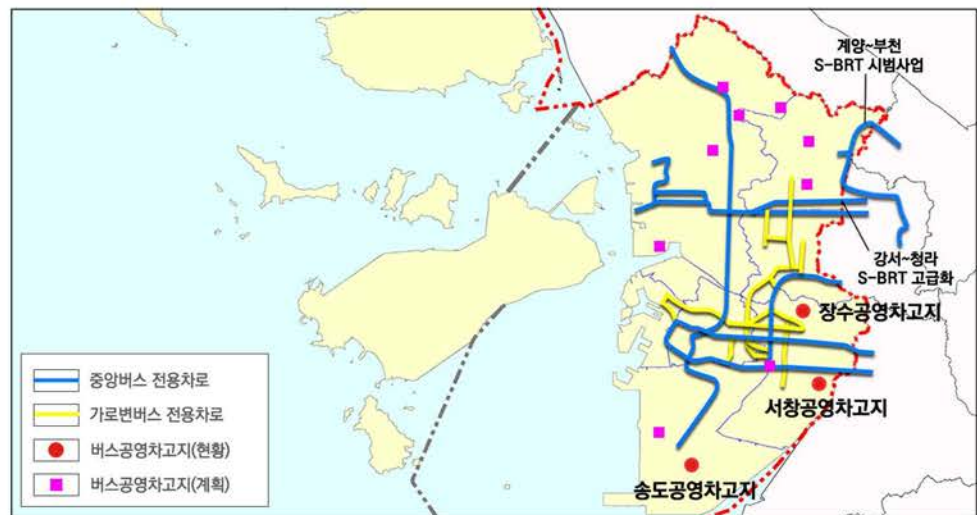 계양~부천
S-BRT 시범사업
강서~청라
S-BRT 고급화
장수공영차고지
서창공영차고지
송도공영차고지
중앙버스 전용차로
가로변버스 전용차로
버스공영차고지(현황)
버스공영차고지(계획)